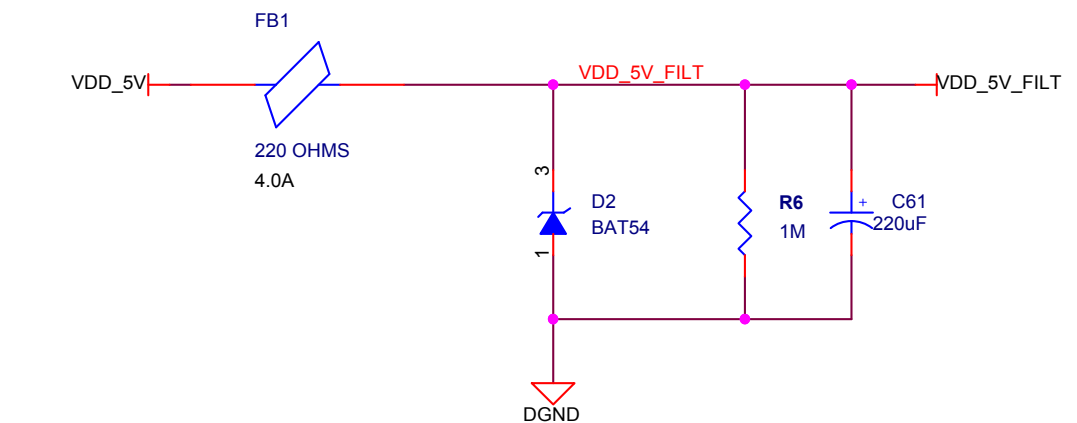 FB1
VDD_5V
VDD_5V_FILT
VDD_5V_FILT
220 OHMS
4.0A
3
D2
BAT54
1
R6
1M
+
C61
220uF
DGND